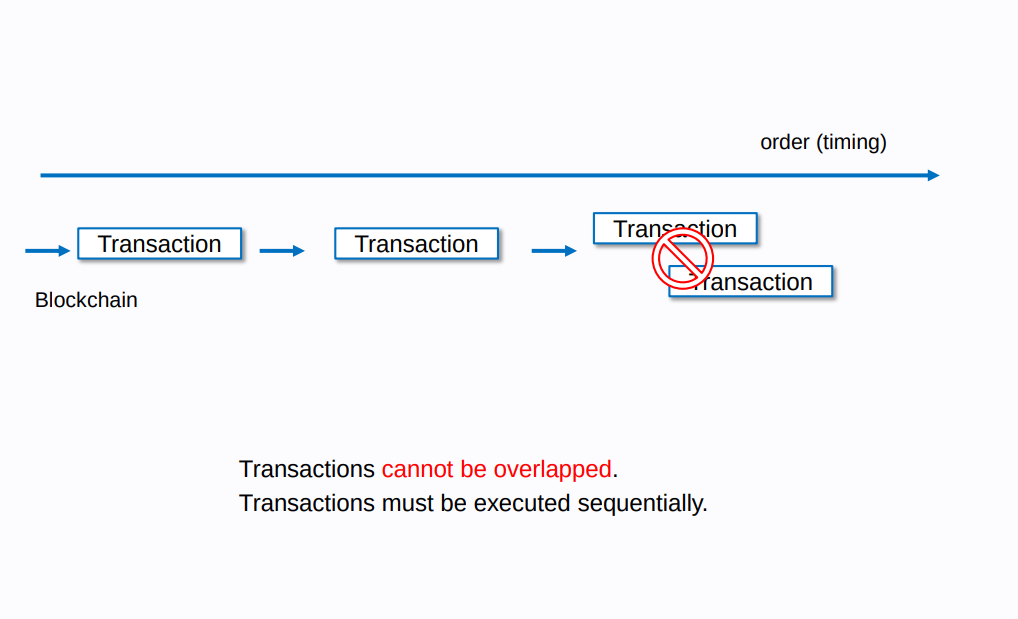 order (timing)
Transaction
Transaction
Transaction
Transaction
Blockchain
Transactions cannot be overlapped.
Transactions must be executed sequentially.